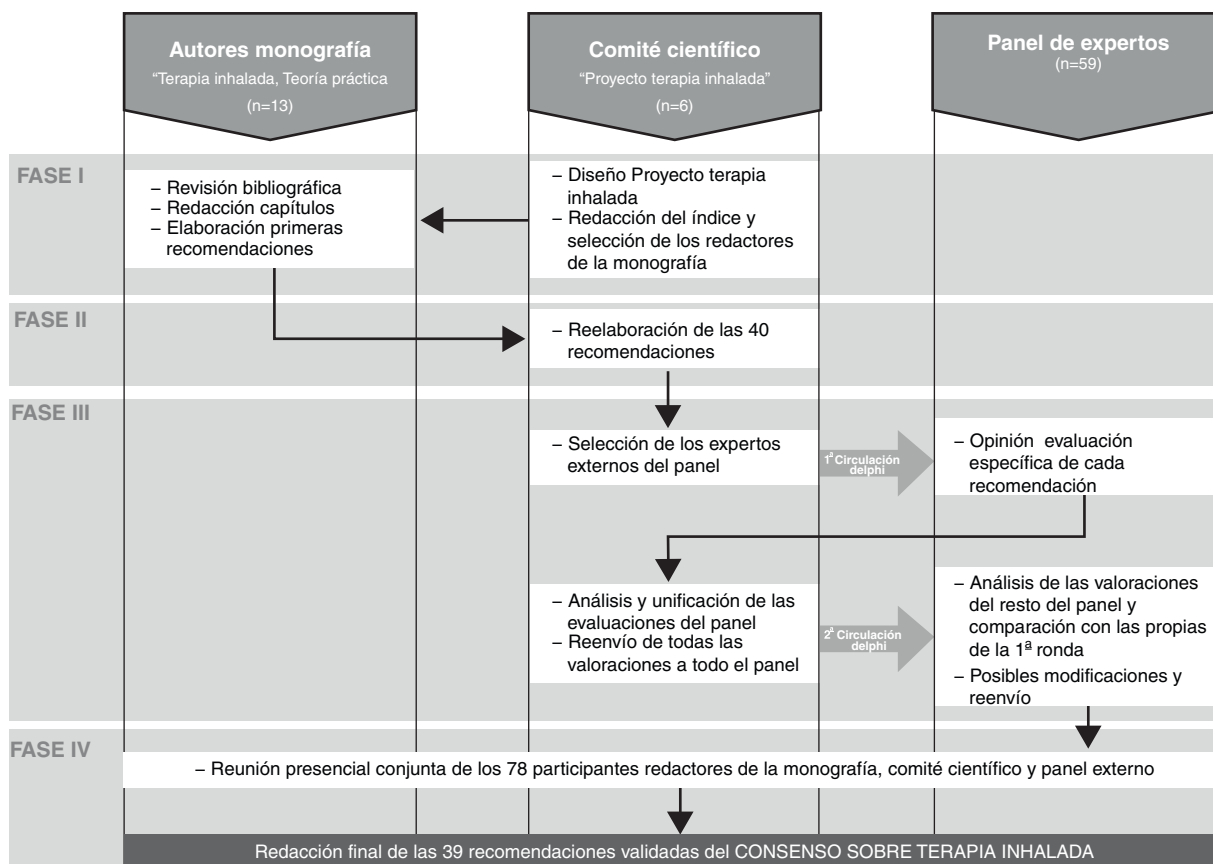 Autores monografía
“Terapia inhalada, Teoría práctica
(n=13)
Comité científico
“Proyecto terapia inhalada”
(n=6)
Panel de expertos
(n=59)
FASE I
– Revisión bibliográfica
– Redacción capítulos
– Elaboración primeras
recomendaciones
– Diseño Proyecto terapia
inhalada
– Redacción del índice y
selección de los redactores
de la monografía
FASE II
– Reelaboración de las 40
recomendaciones
FASE III
– Selección de los expertos
externos del panel
1ª Circulación
delphi
– Opinión evaluación
específica de cada
recomendación
– Análisis y unificación de las
evaluaciones del panel
– Reenvío de todas las
valoraciones a todo el panel
2ª Circulación
delphi
– Análisis de las valoraciones
del resto del panel y
comparación con las propias
de la 1ª ronda
– Posibles modificaciones y
reenvío
FASE IV
– Reunión presencial conjunta de los 78 participantes redactores de la monografía, comité científico y panel externo
Redacción final de las 39 recomendaciones validadas del CONSENSO SOBRE TERAPIA INHALADA